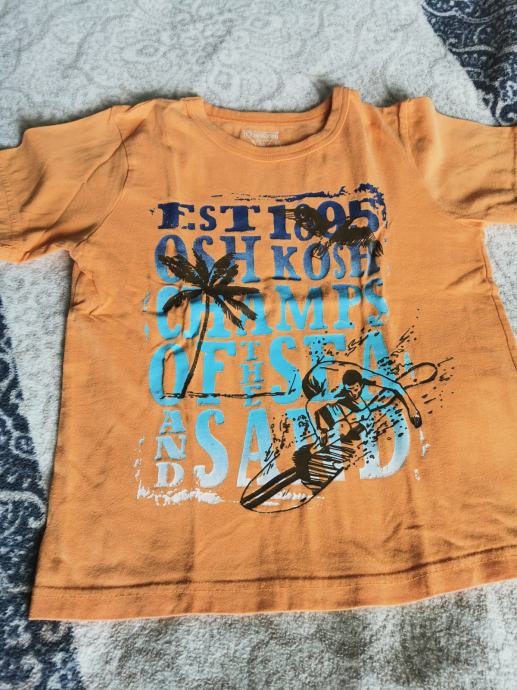 EST 1895
OSH KOSH
CHAMPS
OF THE SEA
AND SAND